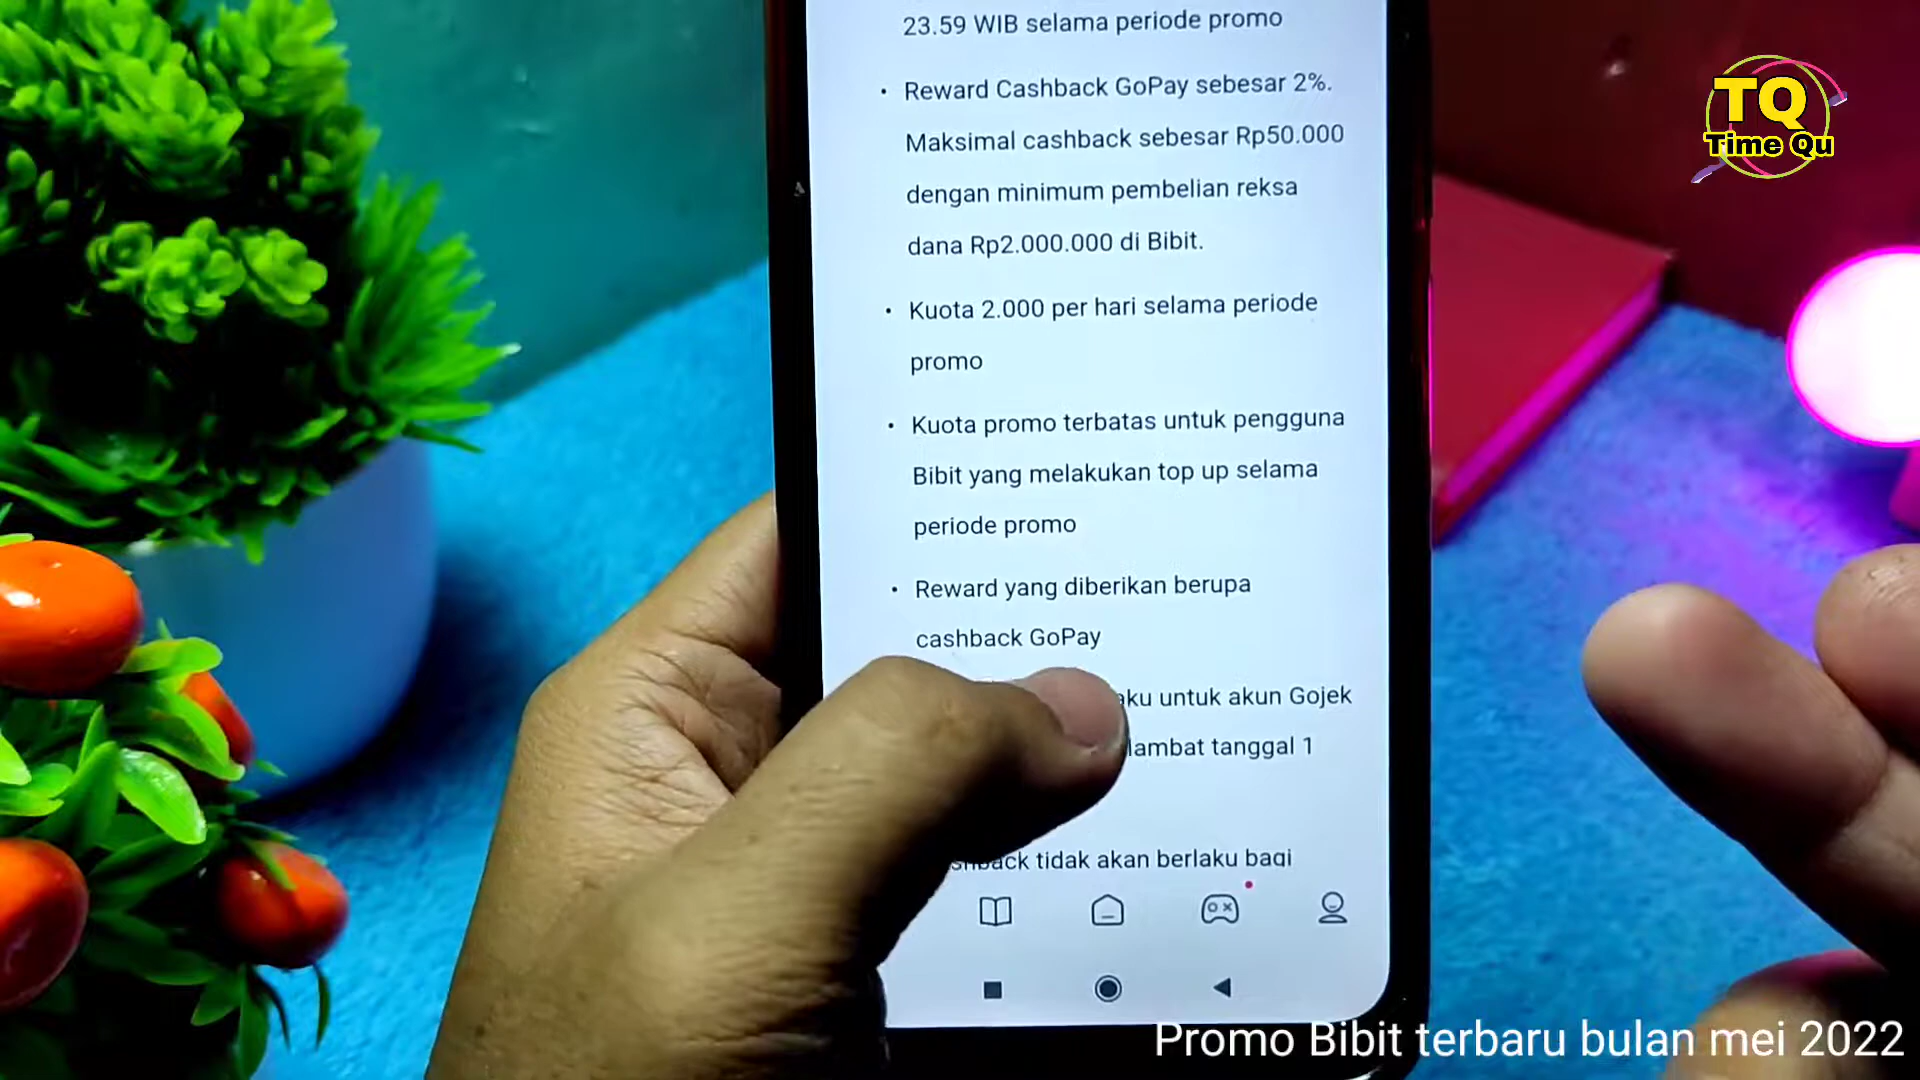 23.59 WIB selama periode promo
• Reward Cashback GoPay sebesar 2%.
Maksimal cashback sebesar Rp50.000
dengan minimum pembelian reksa
dana Rp2.000.000 di Bibit.
• Kuota 2.000 per hari selama periode
promo
• Kuota promo terbatas untuk pengguna
Bibit yang melakukan top up selama
periode promo
• Reward yang diberikan berupa
cashback GoPay
untuk akun Gojek
tanggal 1
tidak akan berlaku bagi
TQ
Time Qu
Promo Bibit terbaru bulan mei 2022